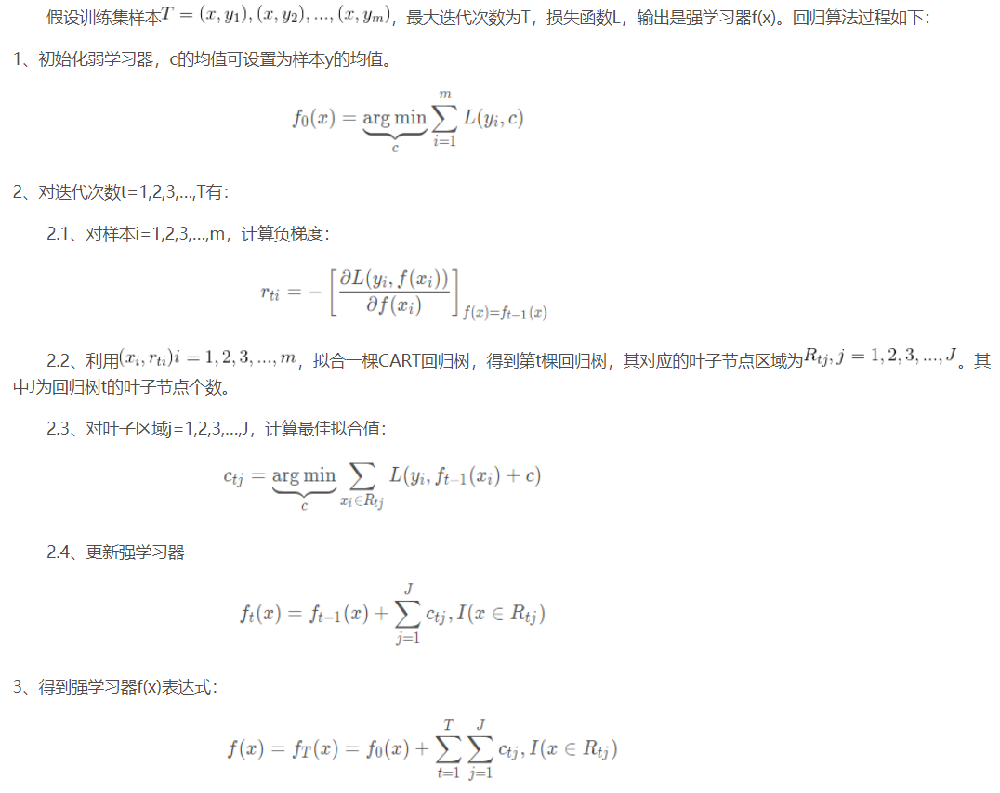 假设训练集样本T = (x, y₁), (x, y₂), ..., (x, yₘ)，最大迭代次数为T，损失函数L，输出是强学习器f(x)。回归算法过程如下：
1、初始化弱学习器，c的均值可设置为样本y的均值。
f₀(x) = \underbrace{arg min}_{c} \sum_{i=1}^{m} L(y_i, c)
2、对迭代次数t=1,2,3,...,T有：
2.1、对样本i=1,2,3,...,m，计算负梯度：
r_{ti} = -\left[\frac{∂L(y_i, f(x_i))}{∂f(x_i)}\right]_{f(x)=f_{t-1}(x)}
2.2、利用(x_i, r_{ti})i = 1, 2, 3, ..., m，拟合一棵CART回归树，得到第t棵回归树，其对应的叶子节点区域为R_{tj}, j = 1, 2, 3, ..., J。其
中J为回归树t的叶子节点个数。
2.3、对叶子区域j=1,2,3,...,J，计算最佳拟合值：
c_{tj} = \underbrace{arg min}_{c} \sum_{x_i∈R_{tj}} L(y_i, f_{t-1}(x_i) + c)
2.4、更新强学习器
f_t(x) = f_{t-1}(x) + \sum_{j=1}^{J} c_{tj}, I(x ∈ R_{tj})
3、得到强学习器f(x)表达式：
f(x) = f_T(x) = f_0(x) + \sum_{t=1}^{T} \sum_{j=1}^{J} c_{tj}, I(x ∈ R_{tj})